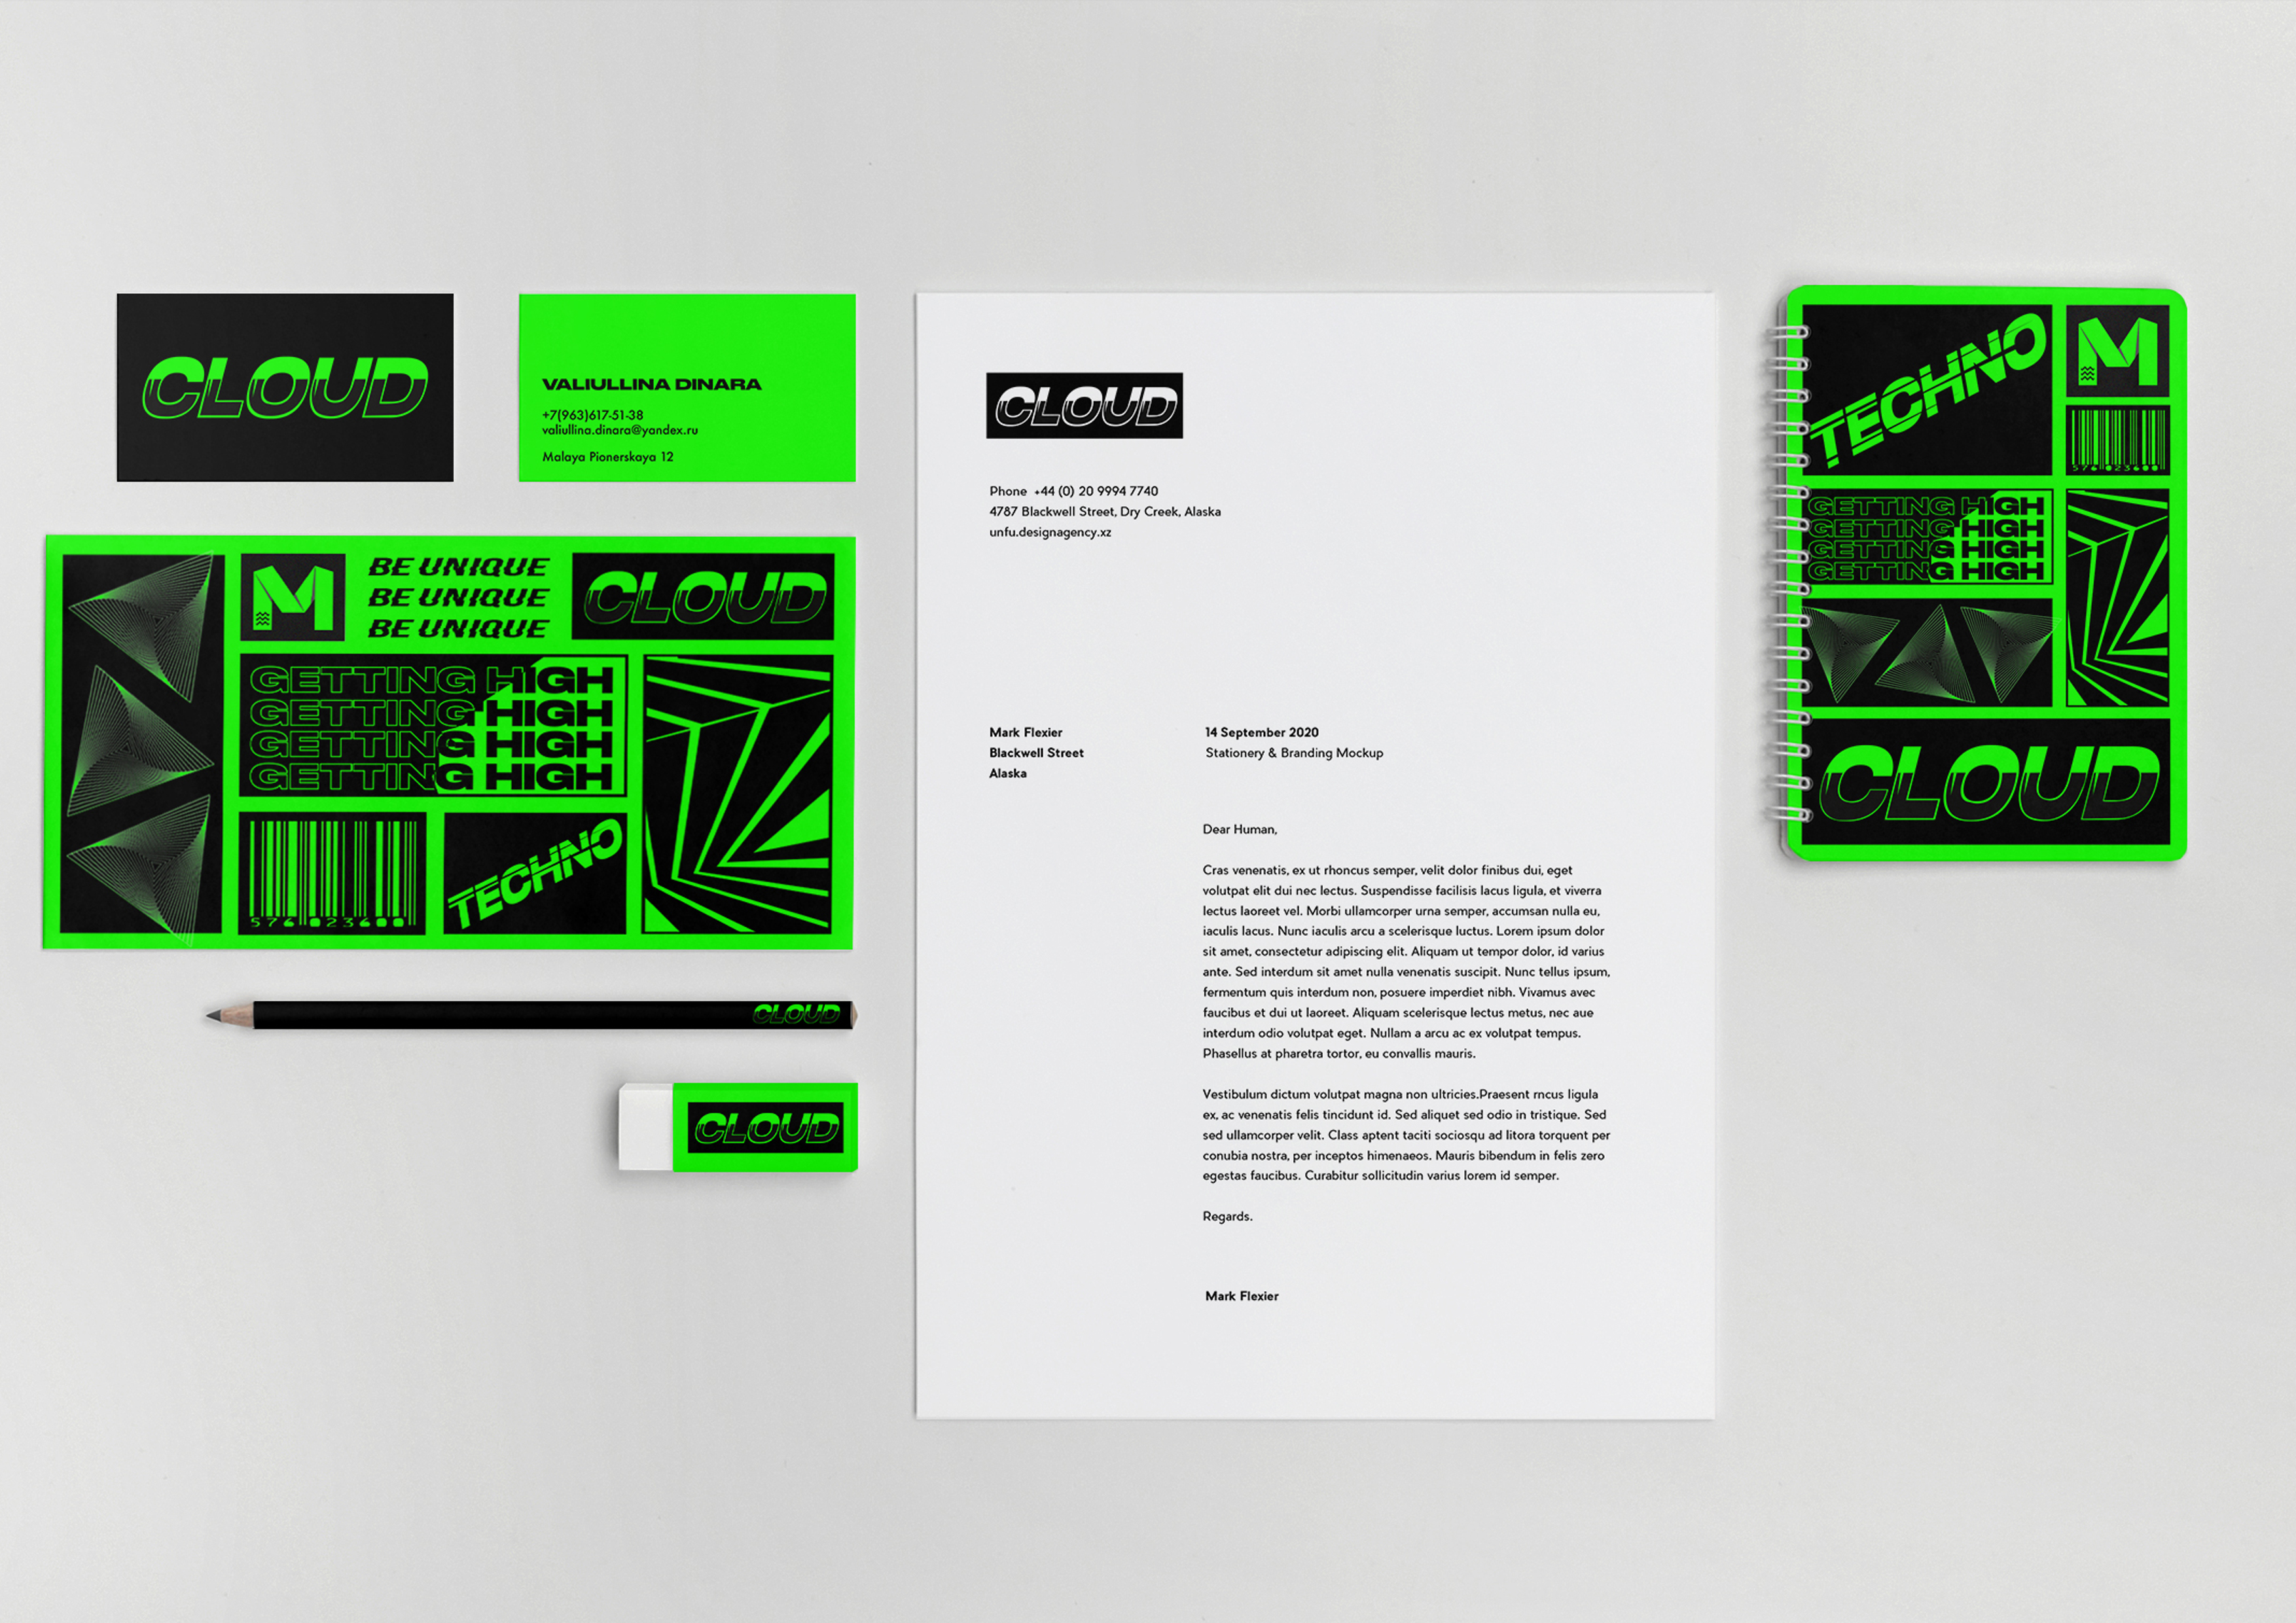 CLOUD
VALIULLINA DINARA
+7(963)617-51-38
valiullina.dinara@yandex.ru
Malaya Pionerskaya 12
M
BE UNIQUE
BE UNIQUE
BE UNIQUE
CLOUD
GETTING HIGH
GETTING HIGH
GETTING HIGH
GETTING HIGH
576 023600
TECHNO
CLOUD
CLOUD
CLOUD
Phone +44 (0) 20 9994 7740
4787 Blackwell Street, Dry Creek, Alaska
unfu.designagency.xz
Mark Flexier
Blackwell Street
Alaska
14 September 2020
Stationery & Branding Mockup
Dear Human,
Cras venenatis, ex ut rhoncus semper, velit dolor finibus dui, eget
volutpat elit dui nec lectus. Suspendisse facilisis lacus ligula, et viverra
lectus laoreet vel. Morbi ullamcorper urna semper, accumsan nulla eu,
iaculis lacus. Nunc iaculis arcu a scelerisque luctus. Lorem ipsum dolor
sit amet, consectetur adipiscing elit. Aliquam ut tempor dolor, id varius
ante. Sed interdum sit amet nulla venenatis suscipit. Nunc tellus ipsum,
fermentum quis interdum non, posuere imperdiet nibh. Vivamus avec
faucibus et dui ut laoreet. Aliquam scelerisque lectus metus, nec aue
interdum odio volutpat eget. Nullam a arcu ac ex volutpat tempus.
Phasellus at pharetra tortor, eu convallis mauris.
Vestibulum dictum volutpat magna non ultricies.Praesent rncus ligula
ex, ac venenatis felis tincidunt id. Sed aliquet sed odio in tristique. Sed
sed ullamcorper velit. Class aptent taciti sociosqu ad litora torquent per
conubia nostra, per inceptos himenaeos. Mauris bibendum in felis zero
egestas faucibus. Curabitur sollicitudin varius lorem id semper.
Regards.
Mark Flexier
TECHNO
M
576 023600
GETTING HIGH
GETTING HIGH
GETTING HIGH
GETTING HIGH
CLOUD